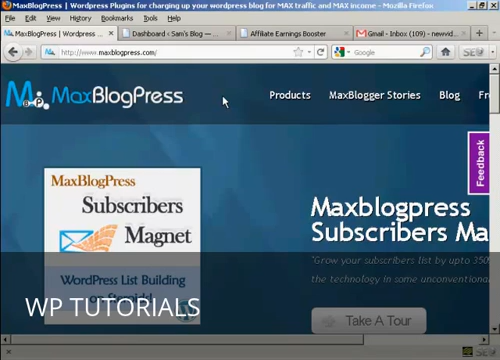 MaxBlogPress | Wordpress Plugins for charging up your wordpress blog for MAX traffic and MAX income - Mozilla Firefox
File Edit View History Bookmarks Tools Help
MaxBlogPress | Wordpress ...
Dashboard ‹ Sam's Blog — ...
Affiliate Earnings Booster
Gmail - Inbox (109) - newvid...
http://www.maxblogpress.com/
Google
MaxBlogPress
Products MaxBlogger Stories Blog Fr
Feedback
MaxBlogPress
Subscribers
Magnet
WordPress List Building
Maxblogpress
Subscribers Ma
"Grow your subscribers list by upto 350
the technology in some unconventiona
Take A Tour
WP TUTORIALS